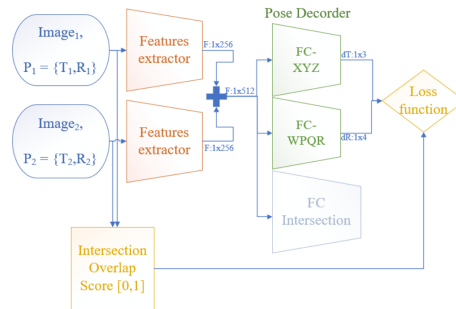 Pose Decorder
Image₁,
P₁ = {T₁,R₁}
Features
extractor
F:1x256
FC-
XYZ
dT:1x3
F:1x512
Loss
function
Image₂,
P₂ = {T₂,R₂}
Features
extractor
F:1x256
FC-
WPQR
dR:1x4
FC
Intersection
Intersection
Overlap
Score [0,1]